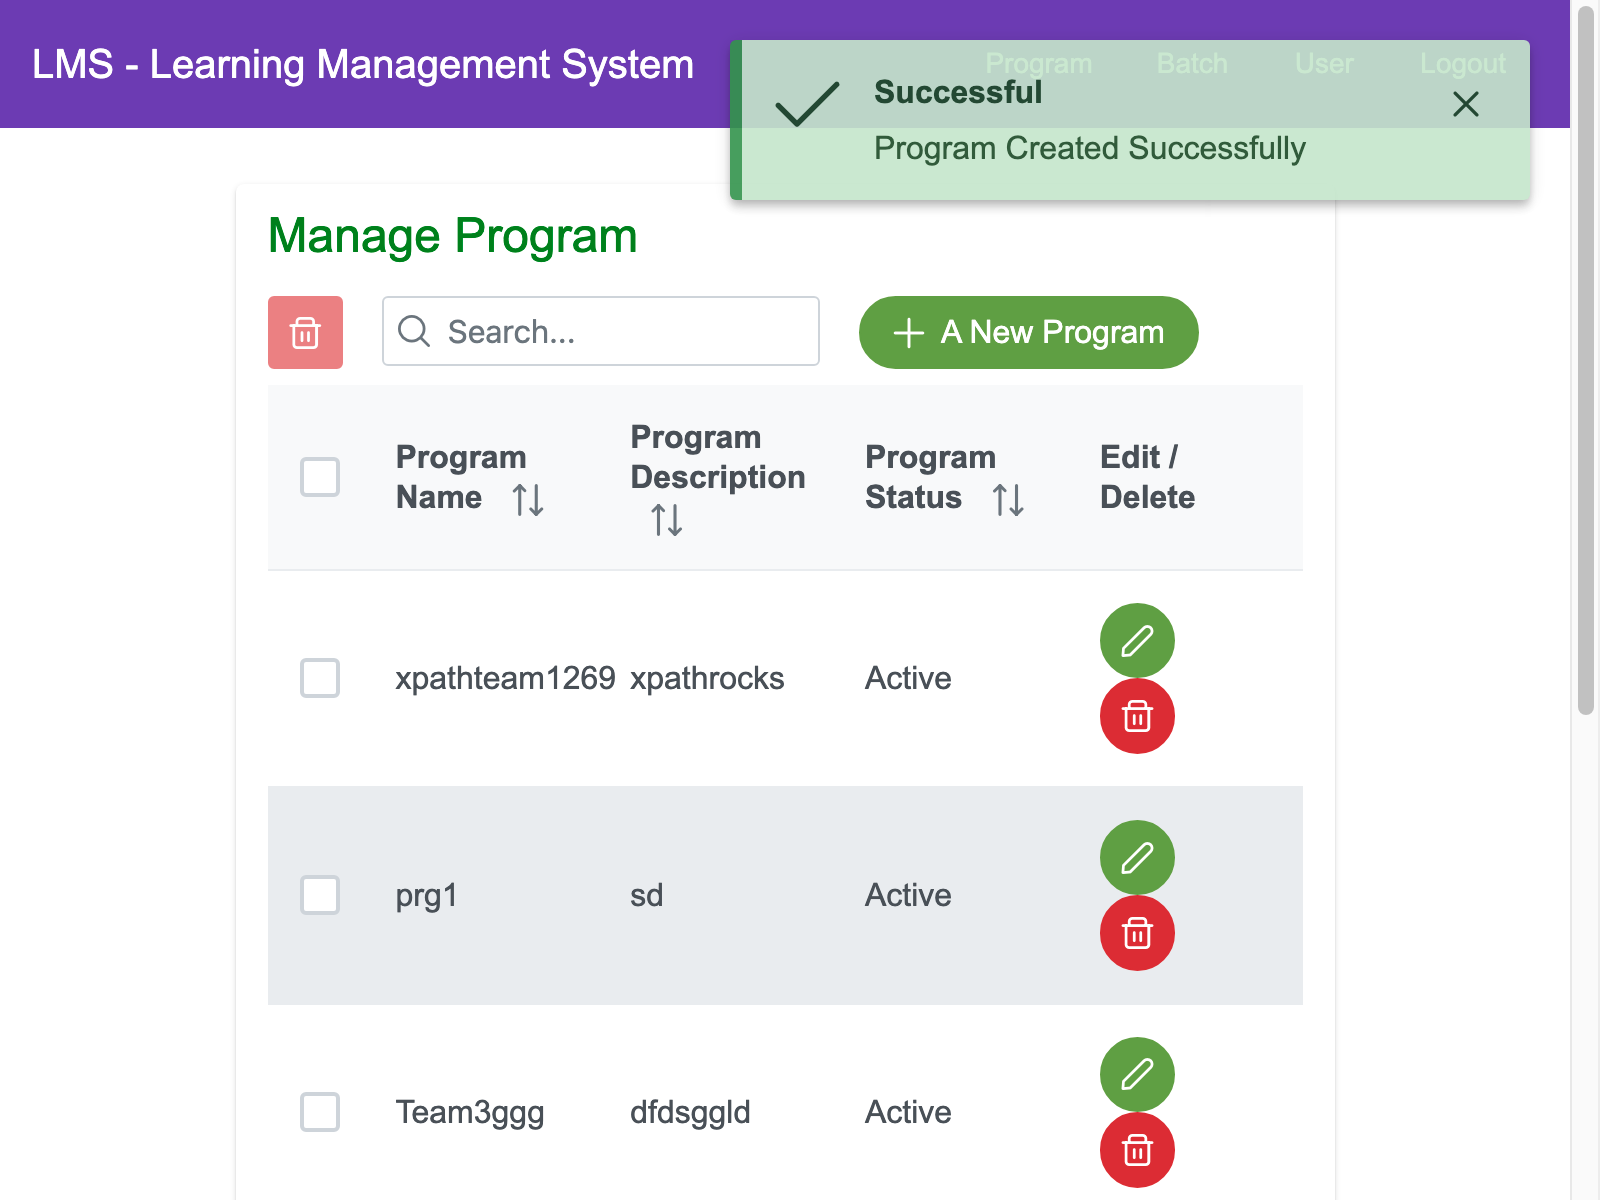 LMS - Learning Management System
Program Batch User Logout
Successful
Program Created Successfully
Manage Program
Search...
A New Program
Program Name
Program Description
Program Status
Edit / Delete
xpathteam1269 xpathrocks Active
prg1 sd Active
Team3ggg dfdsggld Active